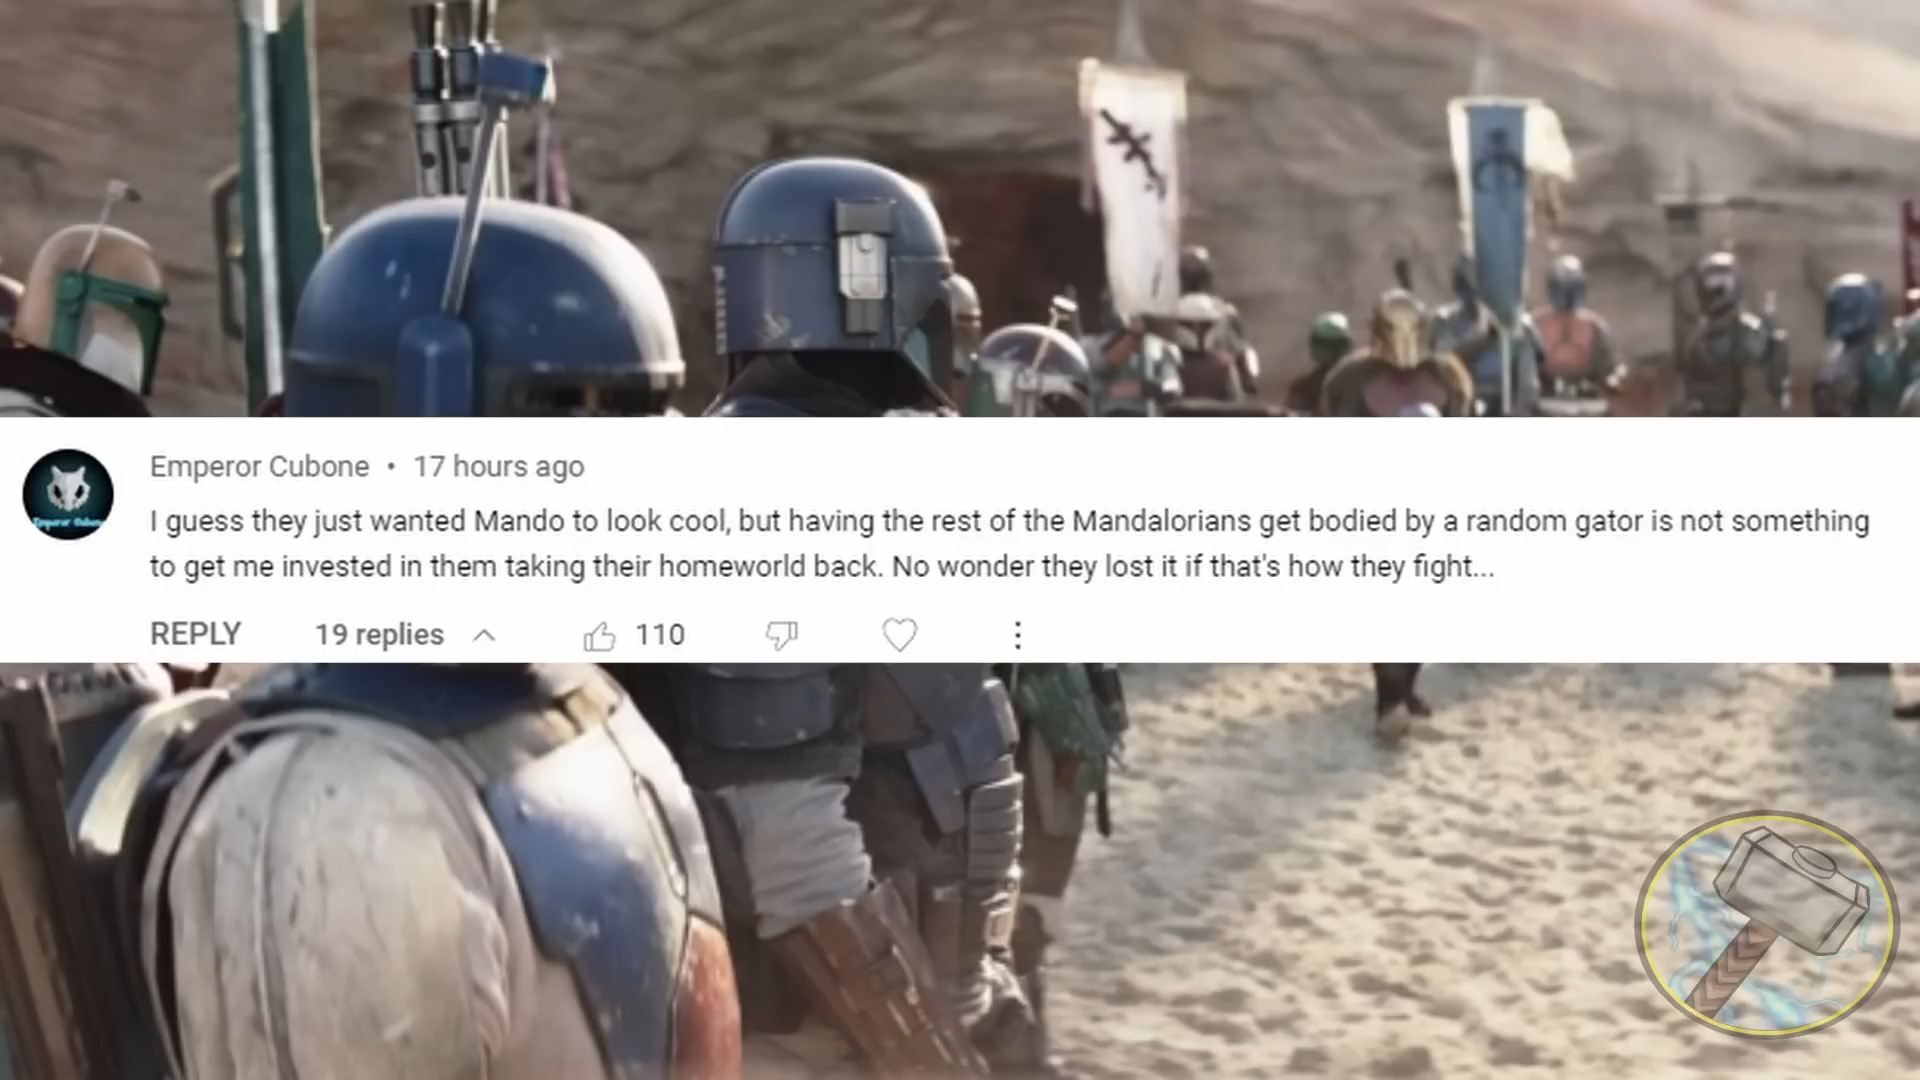 Emperor Cubone • 17 hours ago
I guess they just wanted Mando to look cool, but having the rest of the Mandalorians get bodied by a random gator is not something
to get me invested in them taking their homeworld back. No wonder they lost it if that's how they fight...
REPLY 19 replies 110
Emperor Cubone